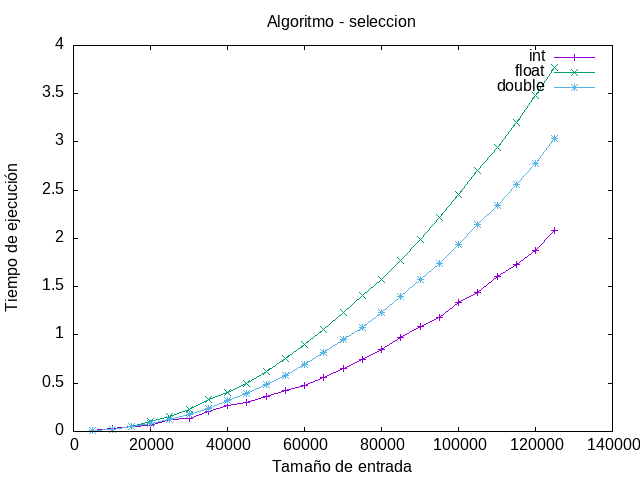 Algoritmo - seleccion
int
float
double
4
3.5
3
2.5
2
1.5
1
0.5
0
Tiempo de ejecución
0 20000 40000 60000 80000 100000 120000 140000
Tamaño de entrada